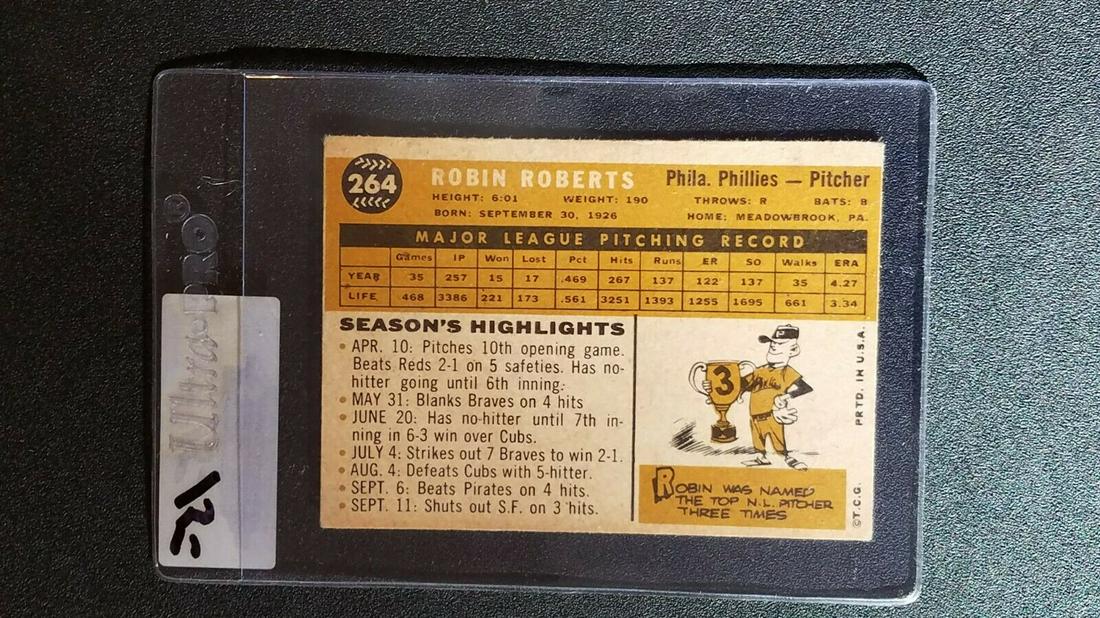 264
ROBIN ROBERTS
Phila. Phillies — Pitcher
HEIGHT: 6:01 WEIGHT: 190 THROWS: R BATS: B
BORN: SEPTEMBER 30, 1926 HOME: MEADOWBROOK, PA.
MAJOR LEAGUE PITCHING RECORD
Games IP Won Lost Pct Hits Runs ER SO Walks ERA
YEAR 35 257 15 17 .469 267 137 122 137 35 4.27
LIFE 468 3386 221 173 .561 3251 1393 1255 1695 661 3.34
SEASON'S HIGHLIGHTS
• APR. 10: Pitches 10th opening game.
Beats Reds 2-1 on 5 safeties. Has no-
hitter going until 6th inning.
• MAY 31: Blanks Braves on 4 hits
• JUNE 20: Has no-hitter until 7th in-
ning in 6-3 win over Cubs.
• JULY 4: Strikes out 7 Braves to win 2-1.
• AUG. 4: Defeats Cubs with 5-hitter.
• SEPT. 6: Beats Pirates on 4 hits.
• SEPT. 11: Shuts out S.F. on 3 hits.
3
Phillies
ROBIN WAS NAMED
THE TOP N.L. PITCHER
THREE TIMES
©T.C.G. PRTD. IN U.S.A.
Ultra•PRO®
12-